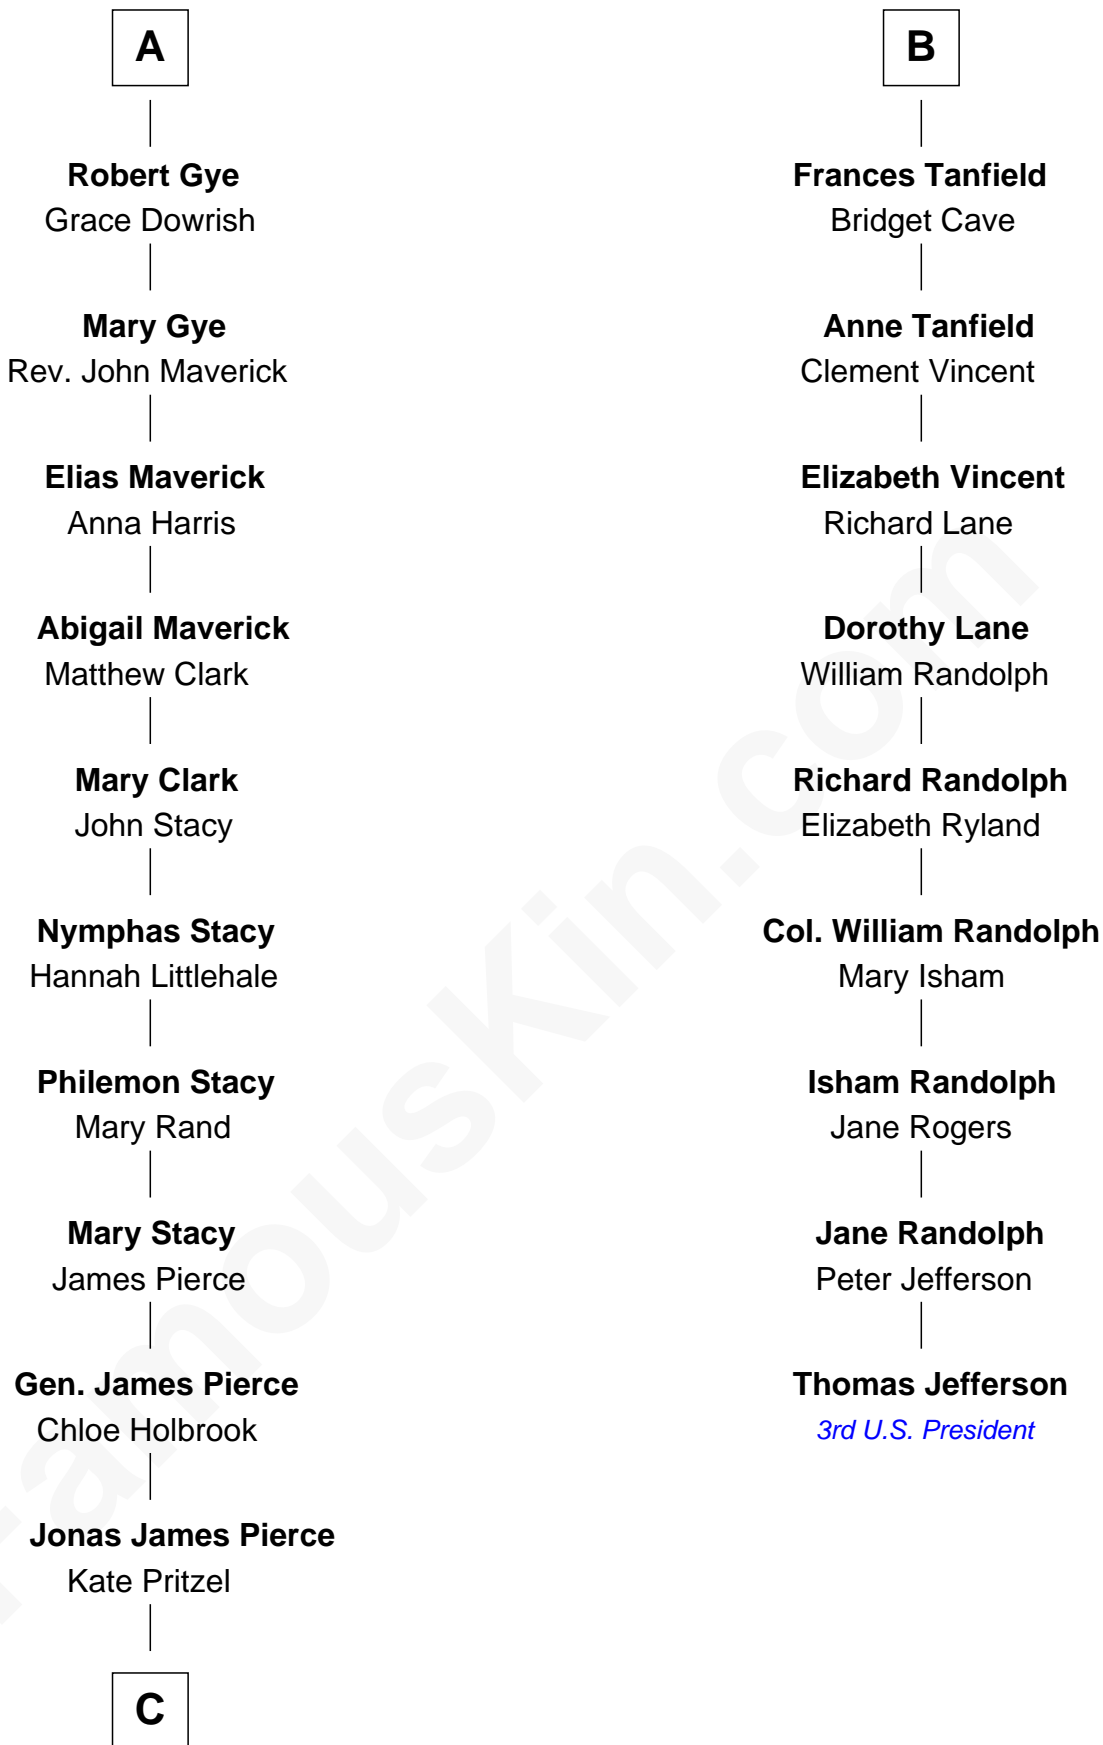 A
Robert Gye
Grace Dowrish
Mary Gye
Rev. John Maverick
Elias Maverick
Anna Harris
Abigail Maverick
Matthew Clark
Mary Clark
John Stacy
Nymphas Stacy
Hannah Littlehale
Philemon Stacy
Mary Rand
Mary Stacy
James Pierce
Gen. James Pierce
Chloe Holbrook
Jonas James Pierce
Kate Pritzel
C
B
Frances Tanfield
Bridget Cave
Anne Tanfield
Clement Vincent
Elizabeth Vincent
Richard Lane
Dorothy Lane
William Randolph
Richard Randolph
Elizabeth Ryland
Col. William Randolph
Mary Isham
Isham Randolph
Jane Rogers
Jane Randolph
Peter Jefferson
Thomas Jefferson
3rd U.S. President
FamousKin.com